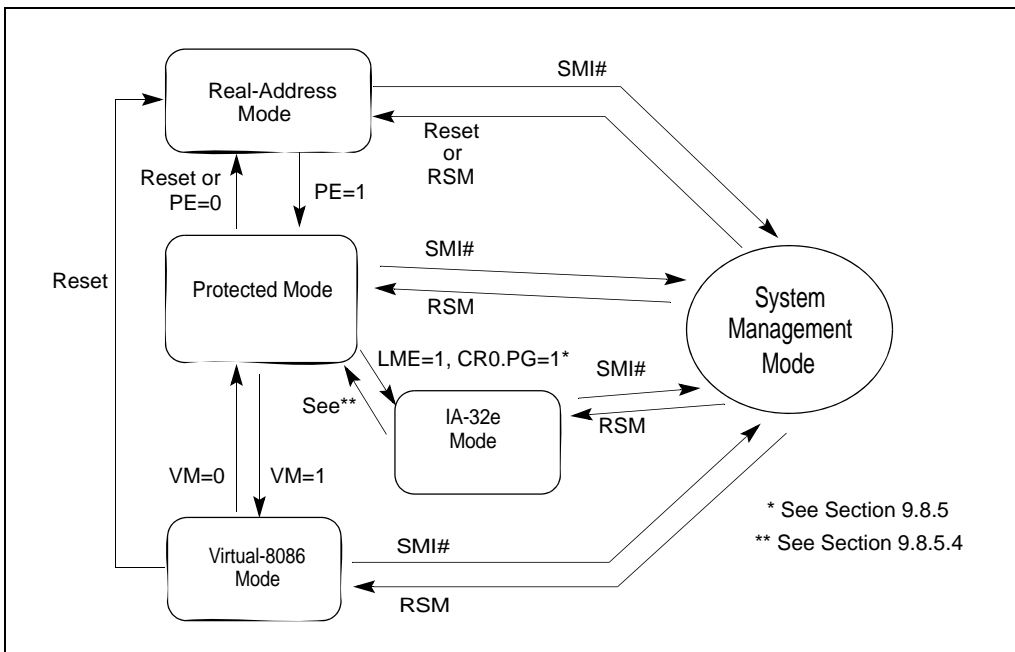 Real-Address
Mode
SMI#
Reset
or
RSM
Reset or
PE=0
PE=1
Reset
Protected Mode
SMI#
RSM
System
Management
Mode
LME=1, CR0.PG=1*
See**
IA-32e
Mode
SMI#
RSM
VM=0
VM=1
Virtual-8086
Mode
SMI#
RSM
* See Section 9.8.5
** See Section 9.8.5.4